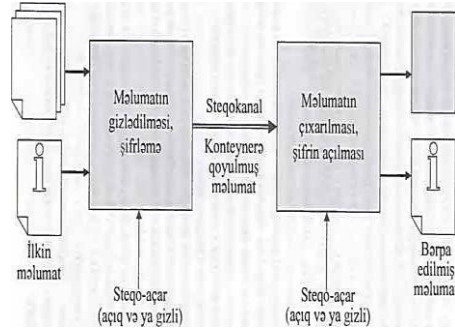 Məlumatın
gizlədilməsi,
şifrləmə
Steqokanal
Konteynerə
qoyulmuş
məlumat
Məlumatın
çıxarılması,
şifrin açılması
i
i
İlkin
məlumat
Bərpa
edilmiş
məlumat
Steqo-açar
(açıq və ya gizli)
Steqo-açar
(açıq və ya gizli)